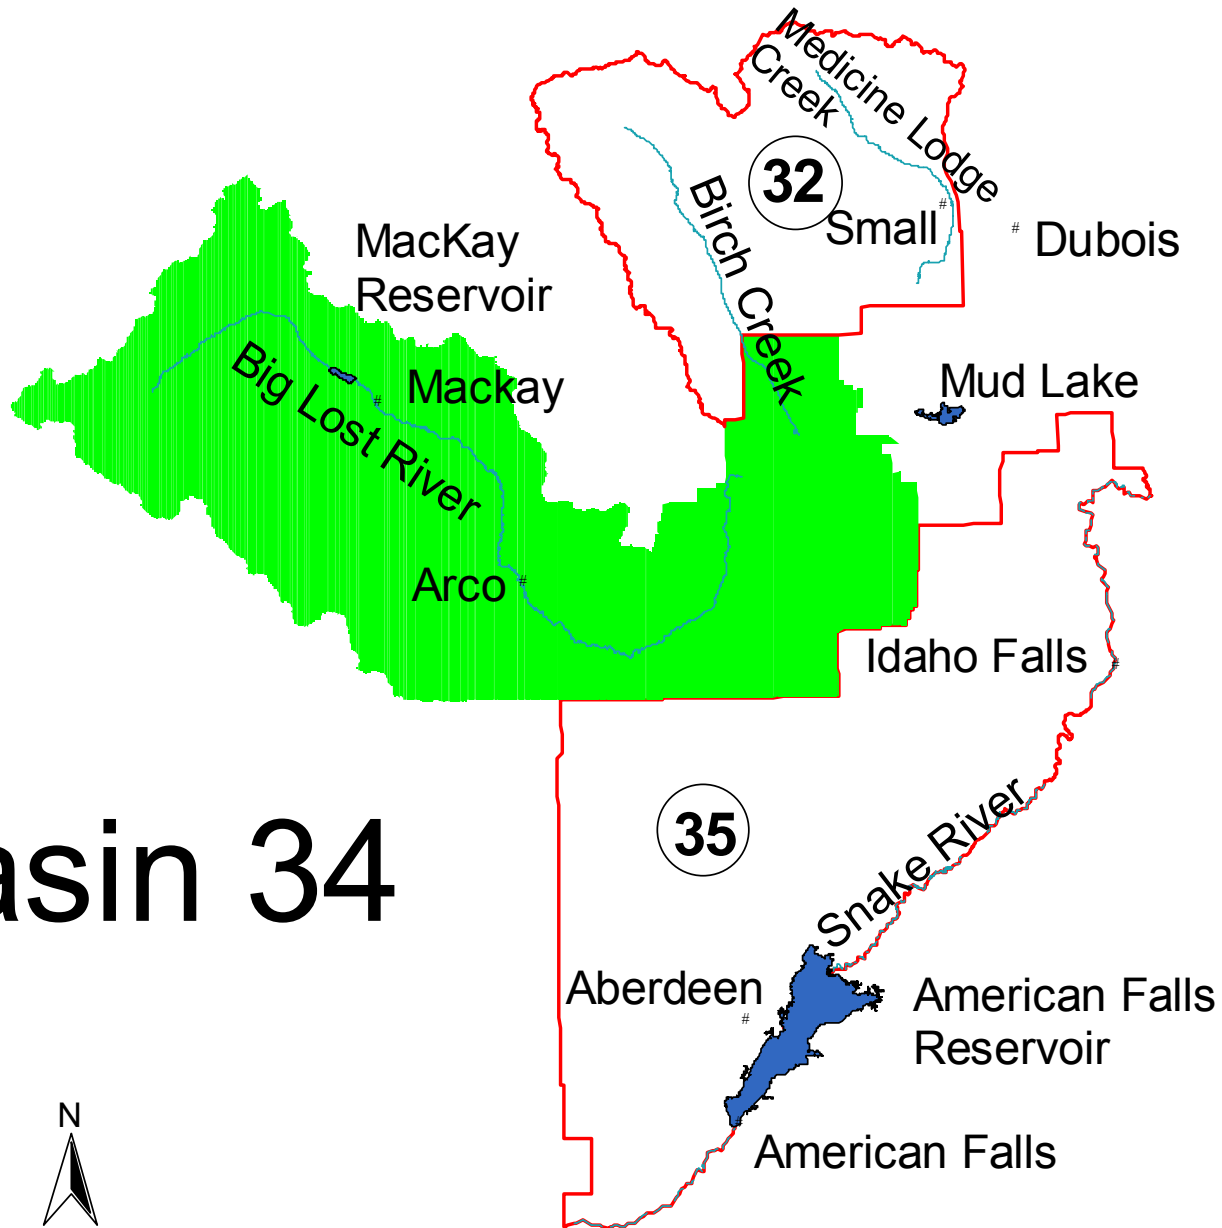 Medicine Lodge
Creek
32
Birch Creek
Small
# Dubois
#
MacKay
Reservoir
Big Lost River
Mackay
#
Mud Lake
Arco #
Idaho Falls
#
35
asin 34
Snake River
Aberdeen
#
American Falls
Reservoir
N
American Falls